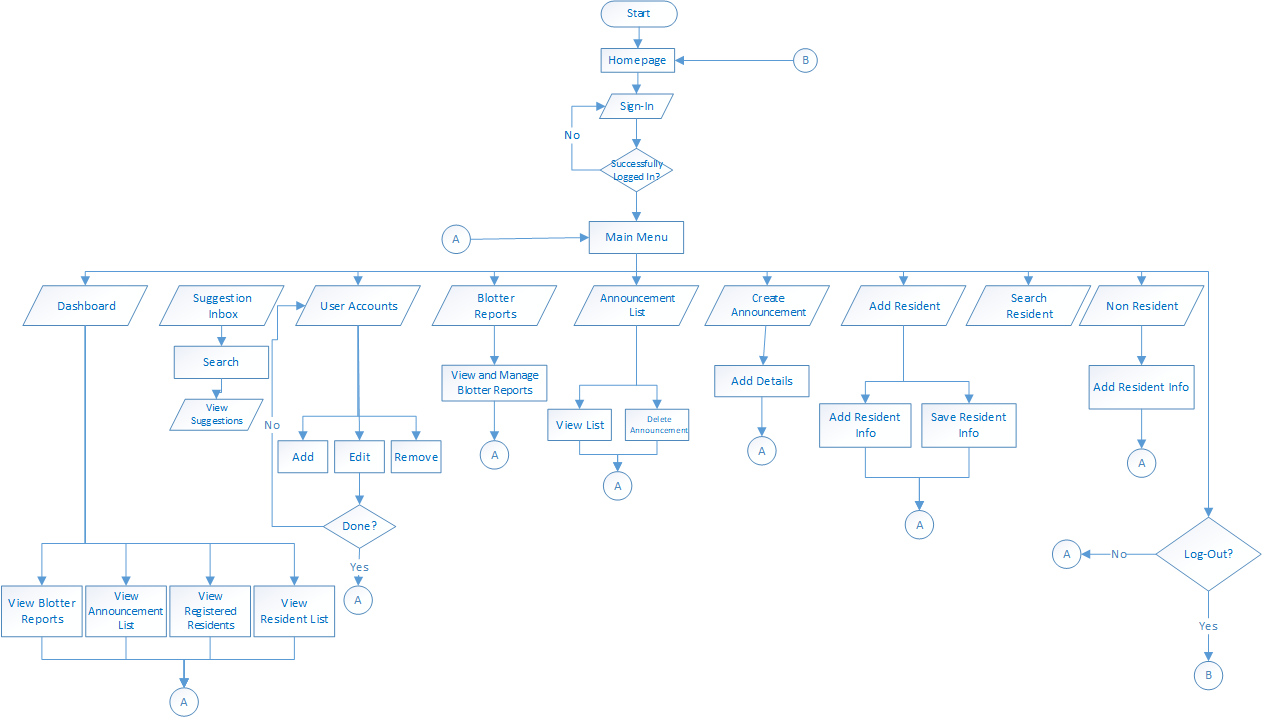 Start
Homepage
B
Sign-In
No
Successfully
Logged In?
A
Main Menu
Dashboard
Suggestion
Inbox
User Accounts
Blotter
Reports
Announcement
List
Create
Announcement
Add Resident
Search
Resident
Non Resident
Search
View
Suggestions
View and Manage
Blotter Reports
Add Details
Add Resident Info
No
View List
Delete
Announcement
Add Resident
Info
Save Resident
Info
Add
Edit
Remove
A
A
A
A
A
A
Done?
Yes
A
A
No
Log-Out?
View Blotter
Reports
View
Announcement
List
View
Registered
Residents
View
Resident List
Yes
A
B